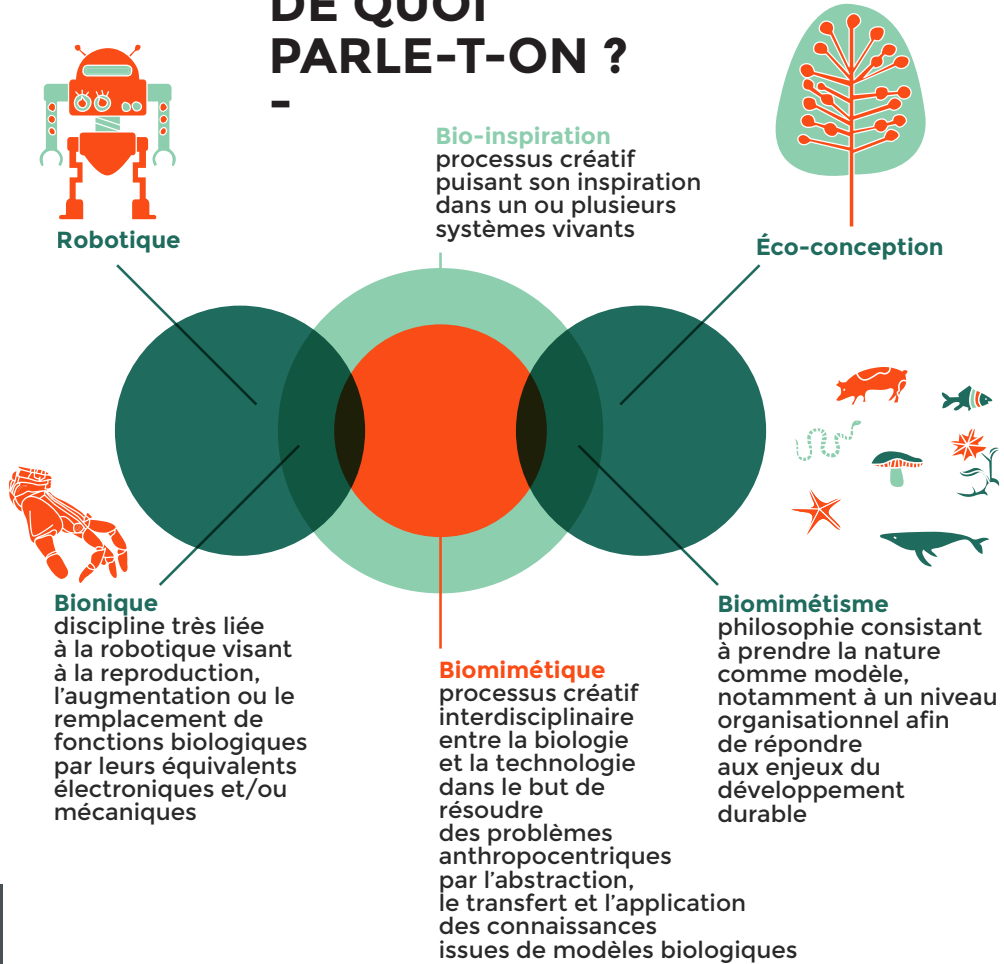 DE QUOI
PARLE-T-ON ?
-
Bio-inspiration
processus créatif
puisant son inspiration
dans un ou plusieurs
systèmes vivants
Robotique
Éco-conception
Bionique
discipline très liée
à la robotique visant
à la reproduction,
l’augmentation ou le
remplacement de
fonctions biologiques
par leurs équivalents
électroniques et/ou
mécaniques
Biomimétique
processus créatif
interdisciplinaire
entre la biologie
et la technologie
dans le but de
résoudre
des problèmes
anthropocentriques
par l’abstraction,
le transfert et l’application
des connaissances
issues de modèles biologiques
Biomimétisme
philosophie consistant
à prendre la nature
comme modèle,
notamment à un niveau
organisationnel afin
de répondre
aux enjeux du
développement
durable